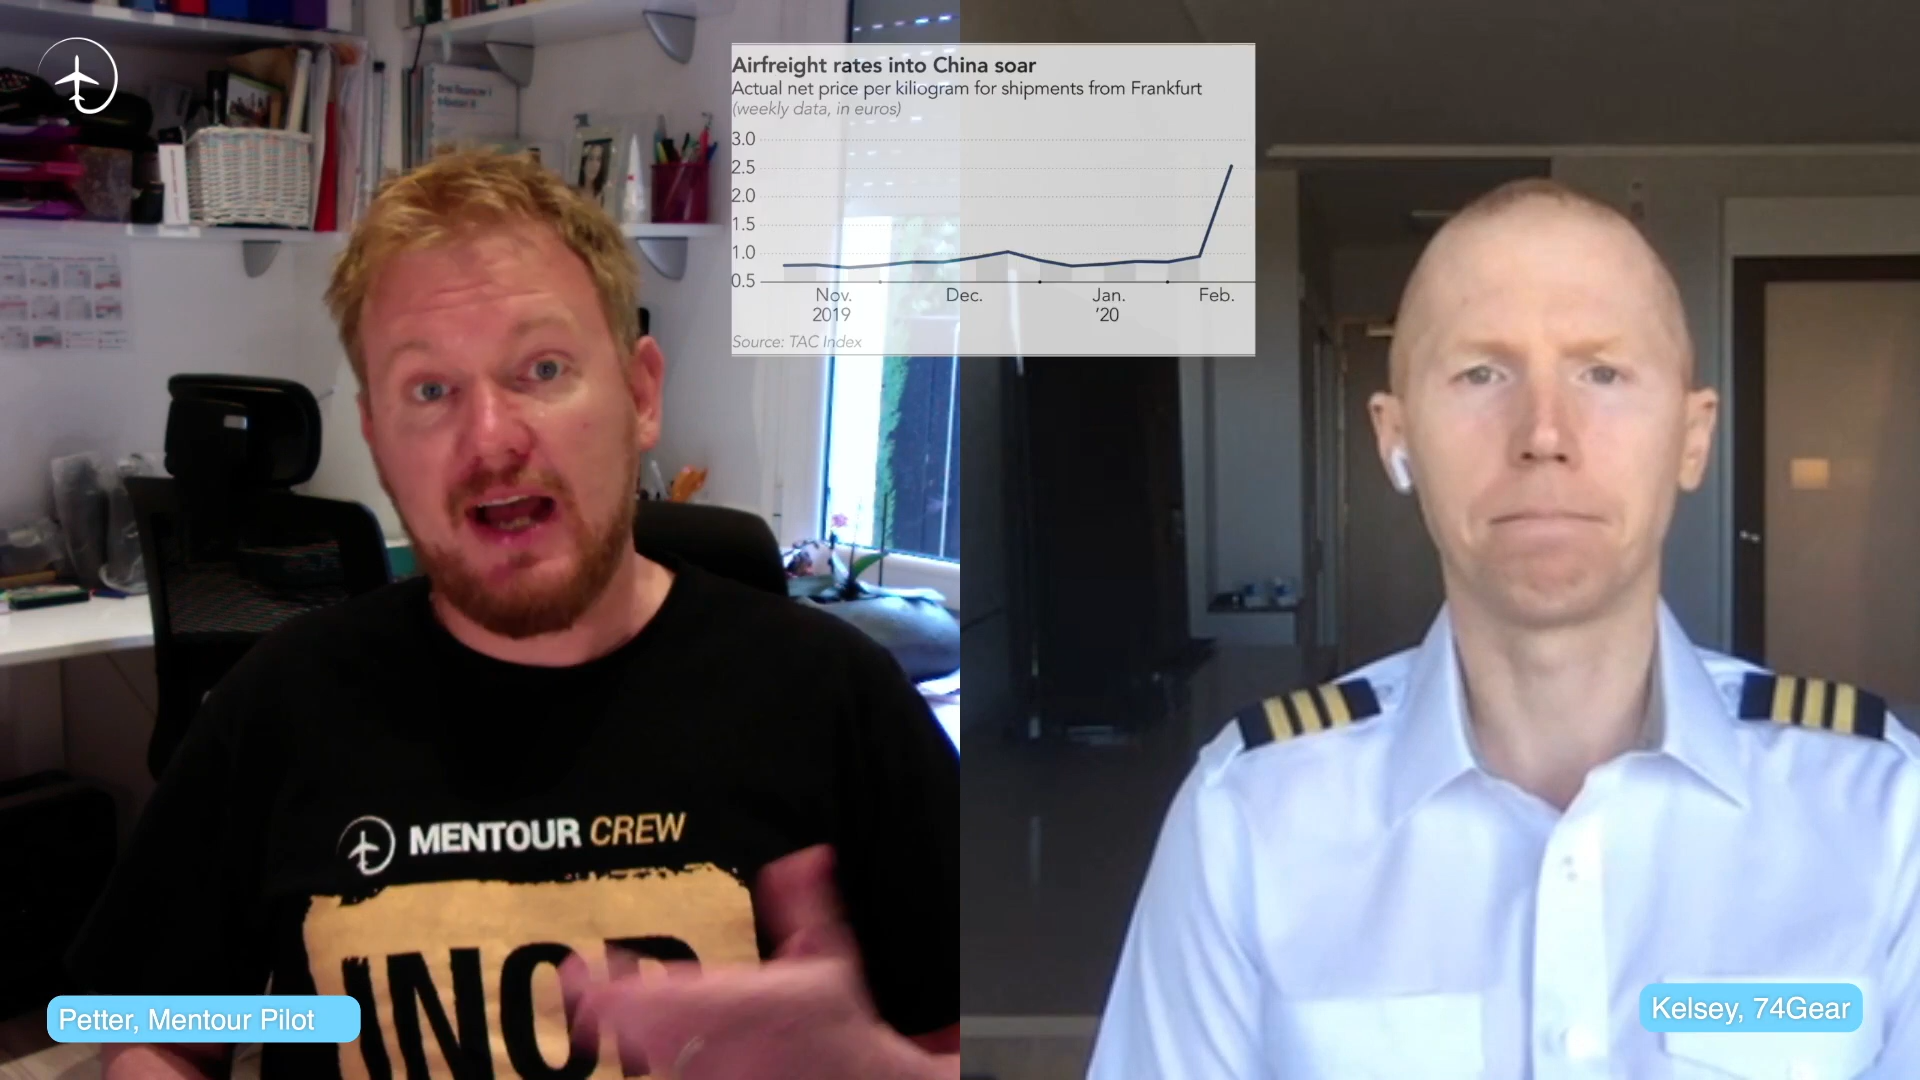 Airfreight rates into China soar
Actual net price per kiliogram for shipments from Frankfurt
(weekly data, in euros)
3.0
2.5
2.0
1.5
1.0
0.5
Nov. Dec. Jan. Feb.
2019 '20
Source: TAC Index
MENTOUR CREW
INOP
Petter, Mentour Pilot
Kelsey, 74Gear